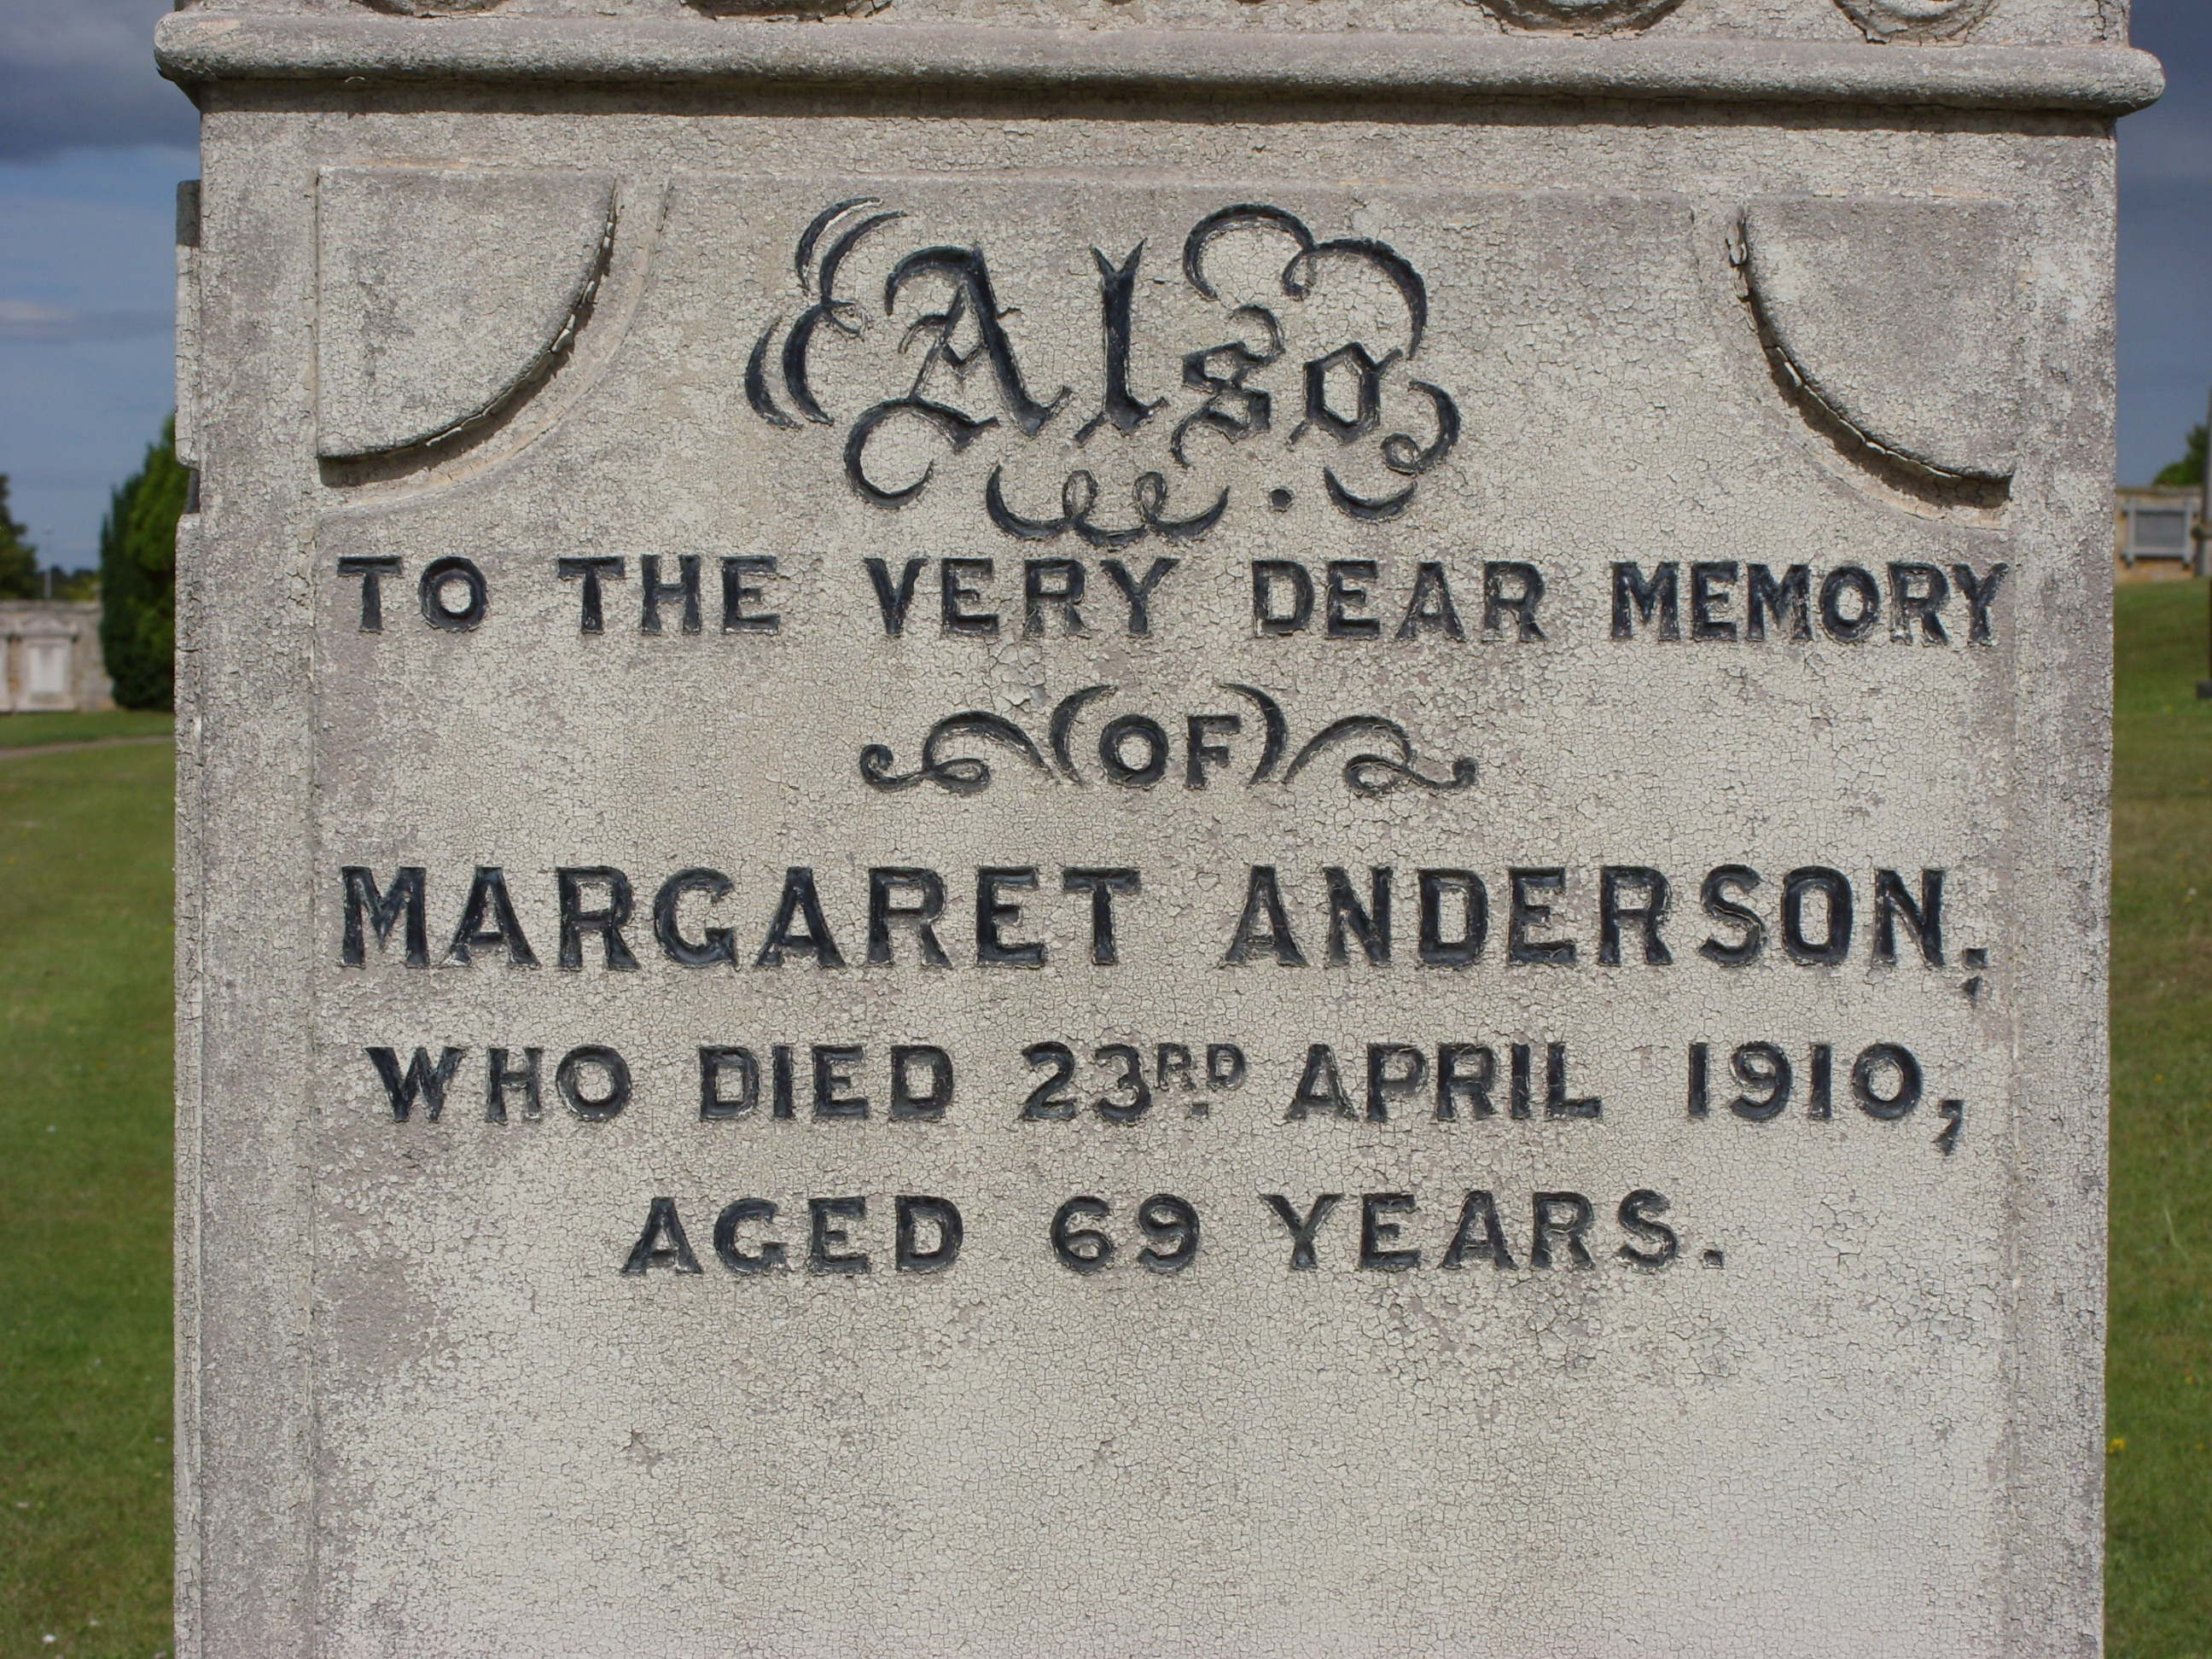 Also
TO THE VERY DEAR MEMORY
(OF)
MARGARET ANDERSON,
WHO DIED 23RD APRIL 1910,
AGED 69 YEARS.